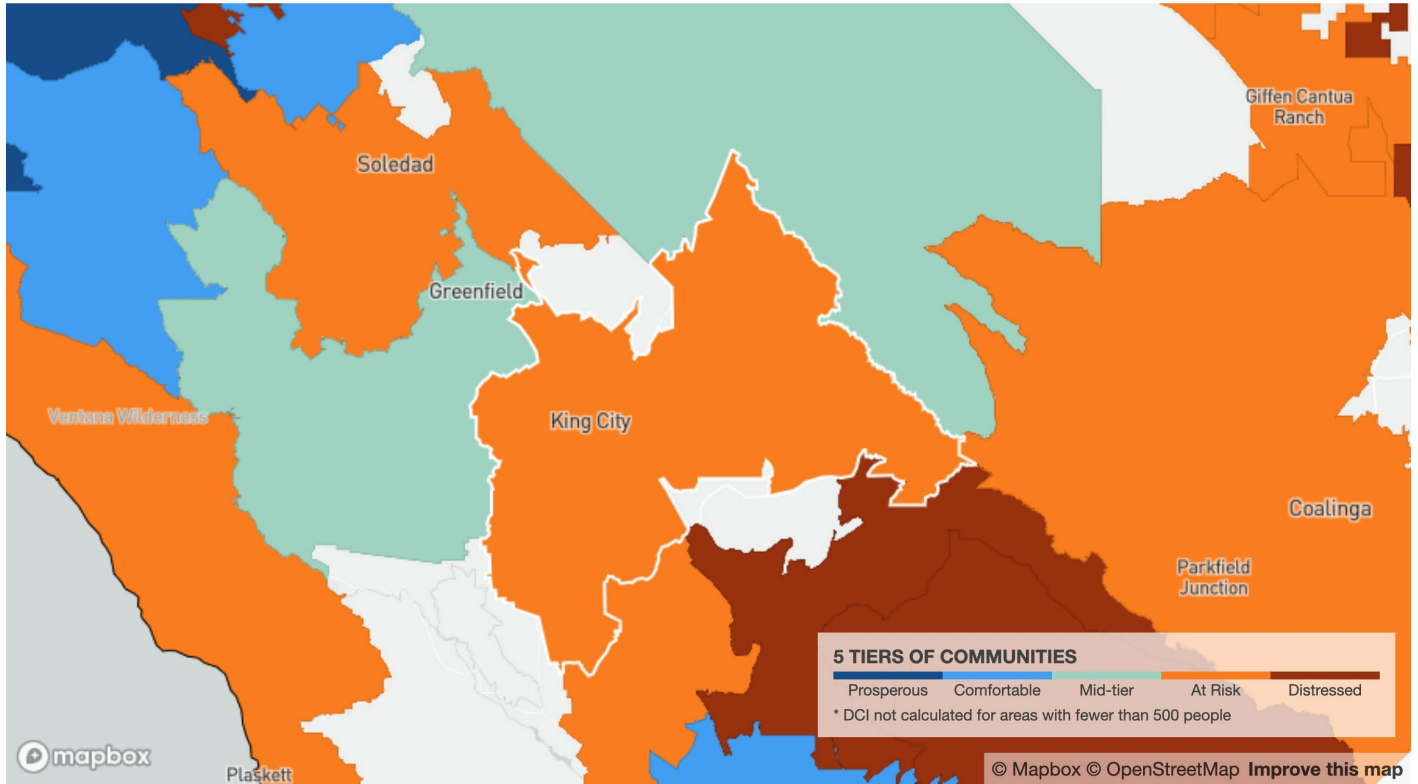 Giffen Cantua
Ranch
Soledad
Greenfield
Ventana Wilderness
King City
Coalinga
Parkfield
Junction
5 TIERS OF COMMUNITIES
Prosperous Comfortable Mid-tier At Risk Distressed
* DCI not calculated for areas with fewer than 500 people
mapbox
Plaskett
© Mapbox © OpenStreetMap Improve this map